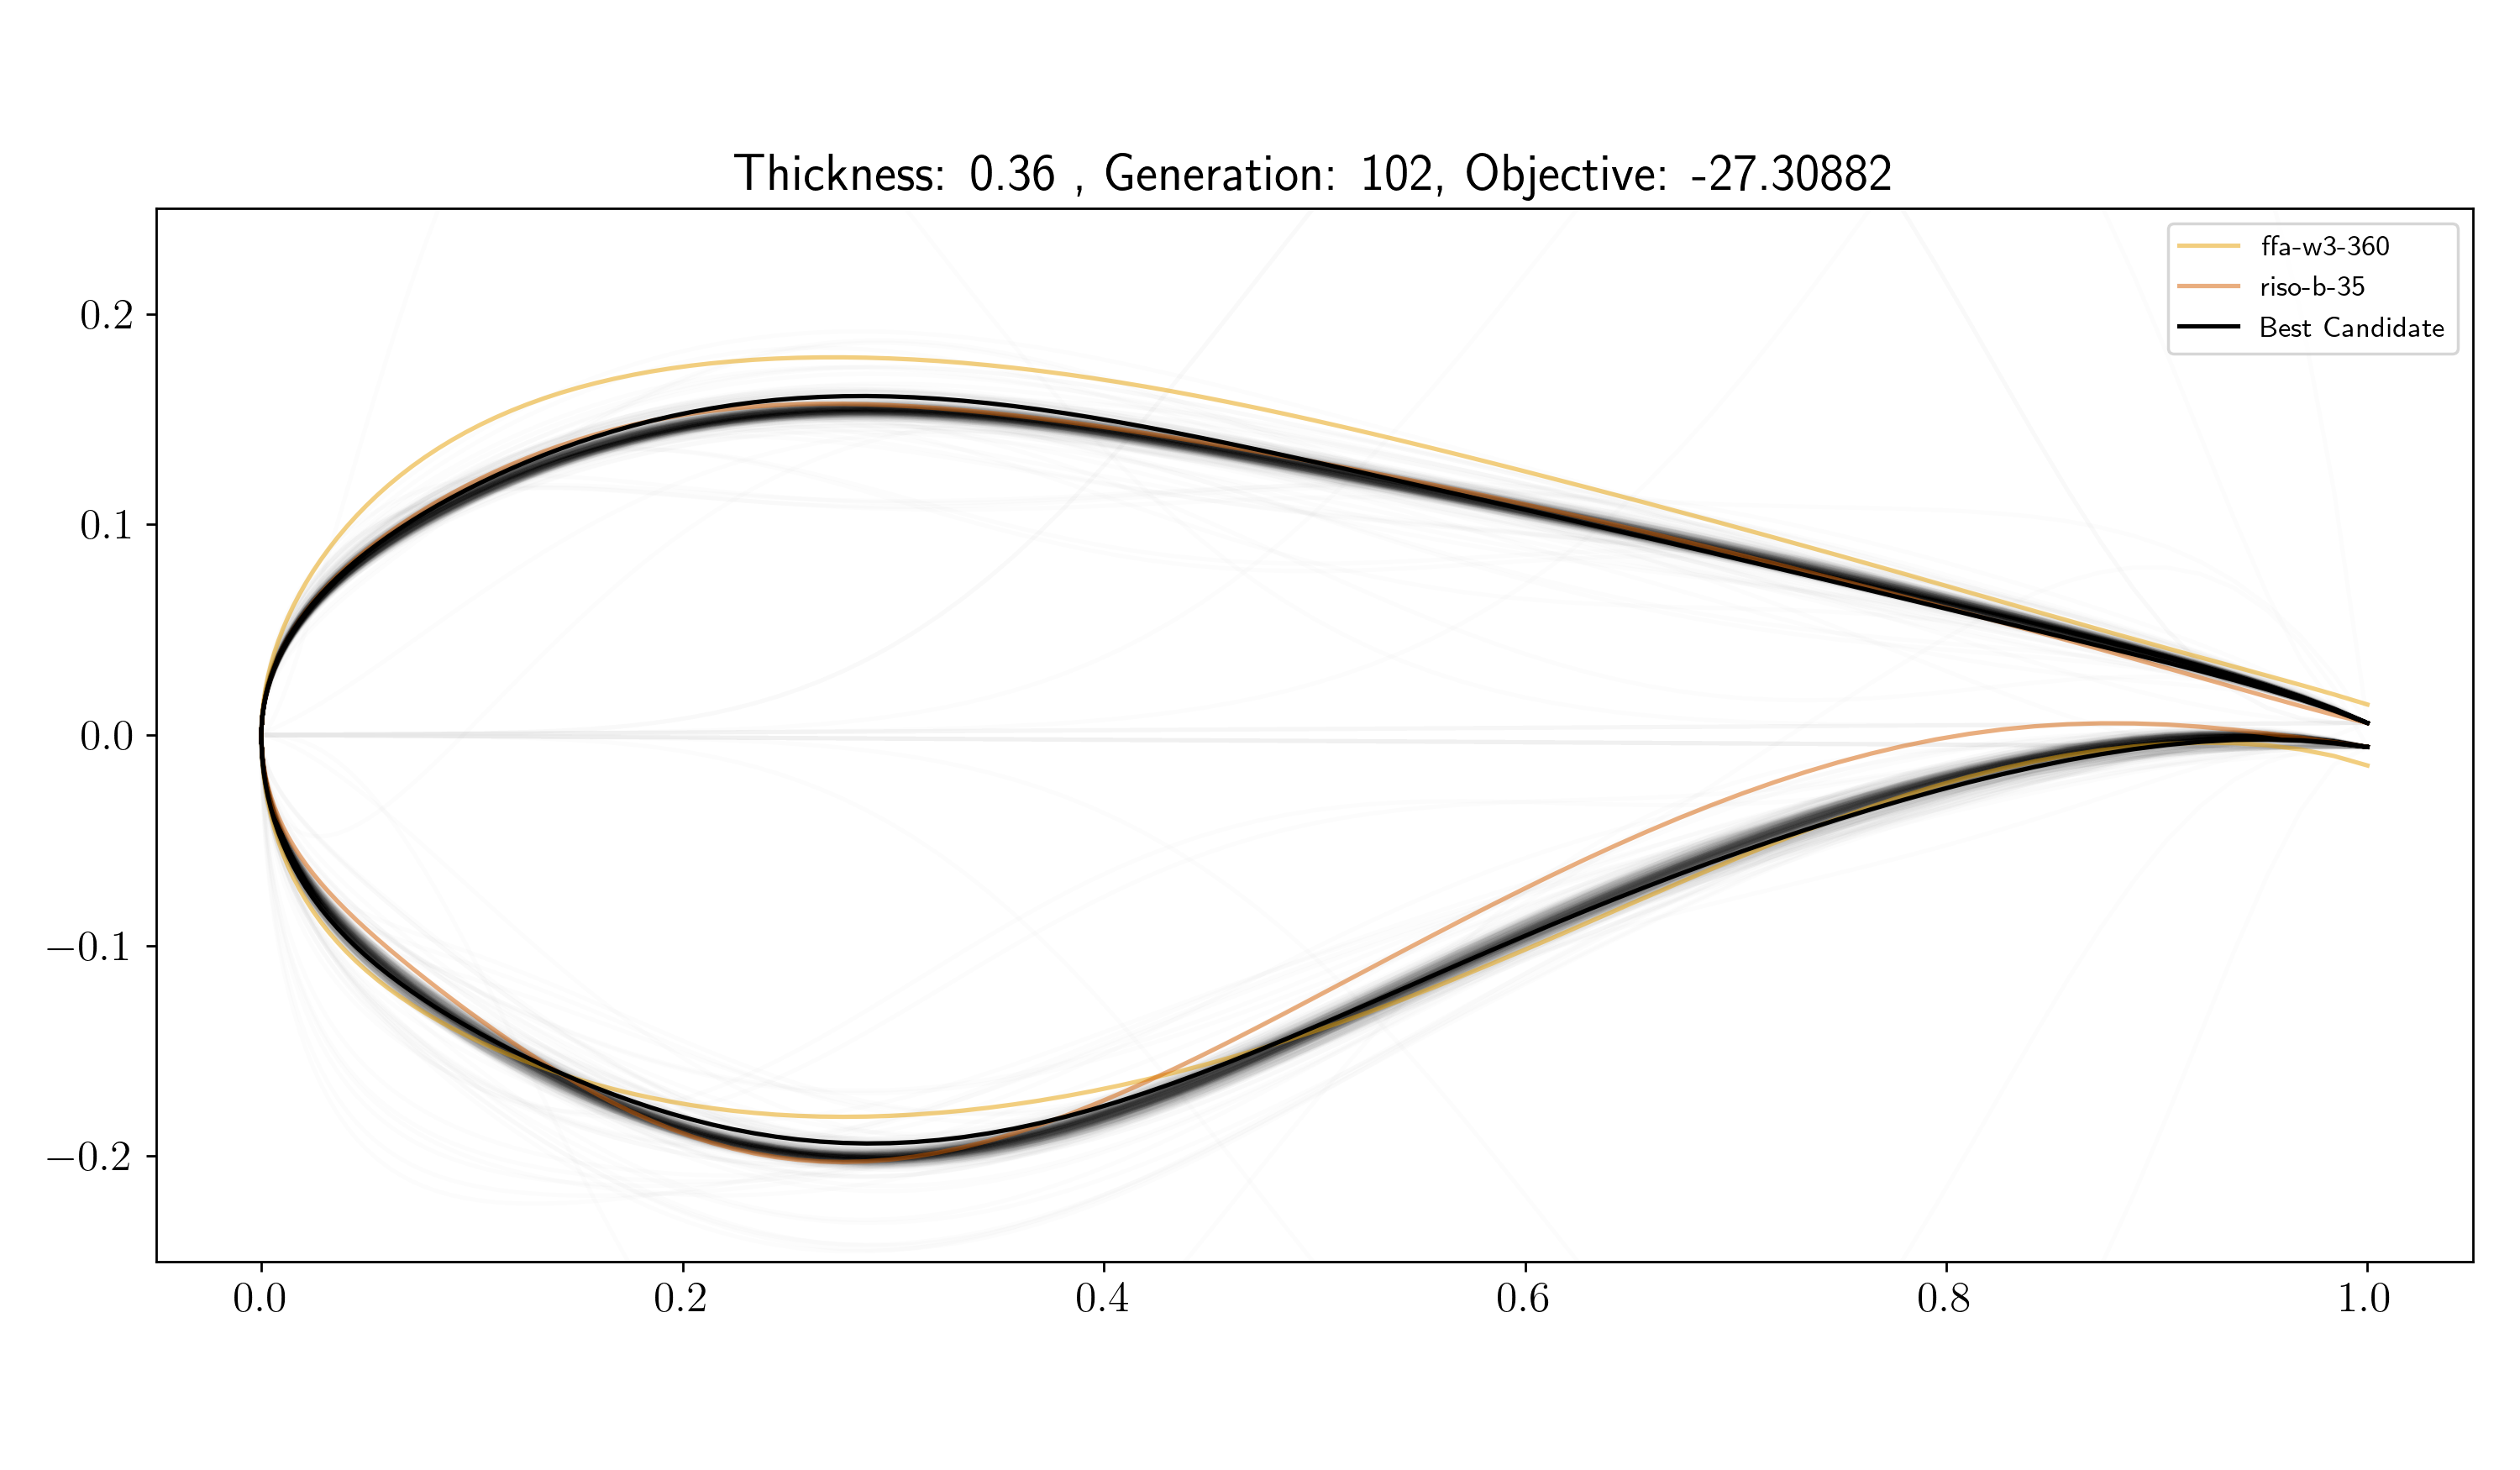 Thickness: 0.36 , Generation: 102, Objective: -27.30882
ffa-w3-360
riso-b-35
Best Candidate
0.2
0.1
0.0
−0.1
−0.2
0.0 0.2 0.4 0.6 0.8 1.0